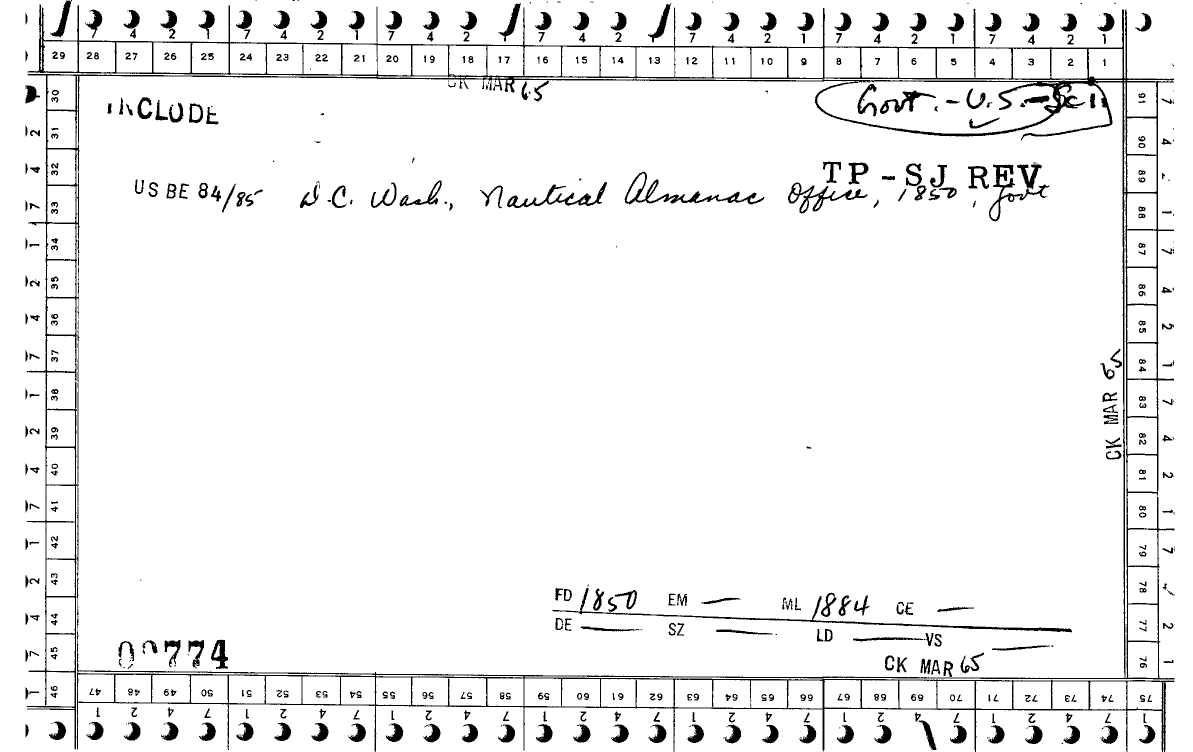 7 4 2 1 7 4 2 1 7 4 2 1 7 4 2 1 7 4 2 1 7 4 2 1 7 4 2 1
29 28 27 26 25 24 23 22 21 20 19 18 17 16 15 14 13 12 11 10 9 8 7 6 5 4 3 2 1
CK MAR 65
INCLUDE
Govt. - U.S. - Sci.
TP - SJ REV
US BE 84/85 D.C. Wash., Nautical Almanac Office, 1850, Govt
30 31 32 33 34 35 36 37 38 39 40 41 42 43 44 45 46
91 90 89 88 87 86 85 84 83 82 81 80 79 78 77 76
CK MAR 65
FD 1850 EM — ML 1884 CE —
DE — SZ — LD — VS —
CK MAR 65
00774
47 48 49 50 51 52 53 54 55 56 57 58 59 60 61 62 63 64 65 66 67 68 69 70 71 72 73 74 75
1 2 4 7 1 2 4 7 1 2 4 7 1 2 4 7 1 2 4 7 1 2 4 7 1 2 4 7 1